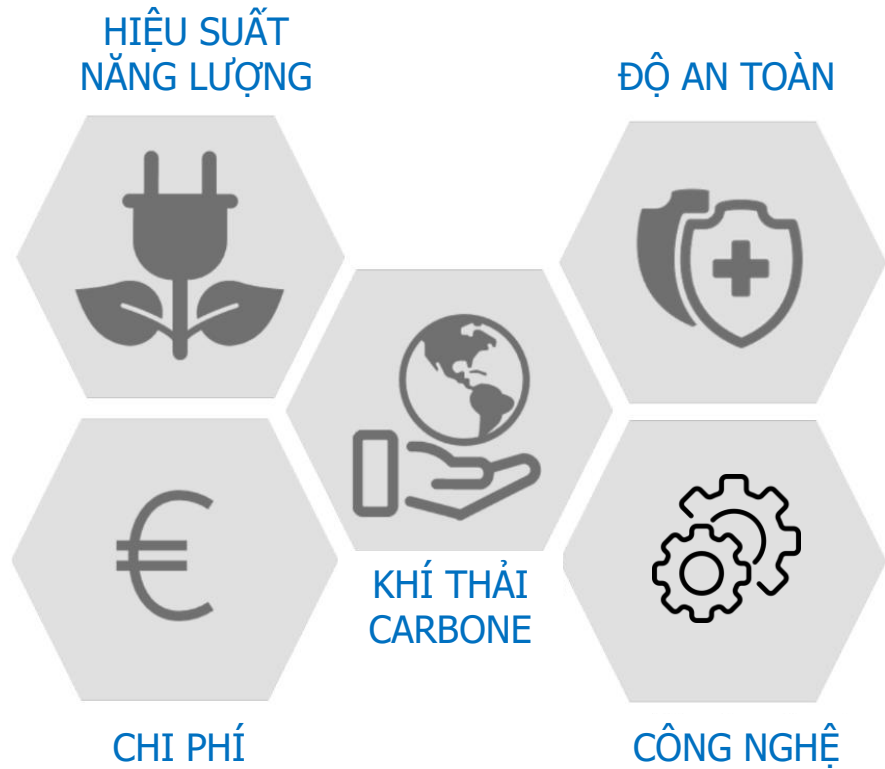 HIỆU SUẤT
NĂNG LƯỢNG
ĐỘ AN TOÀN
KHÍ THẢI
CARBONE
CHI PHÍ
CÔNG NGHỆ